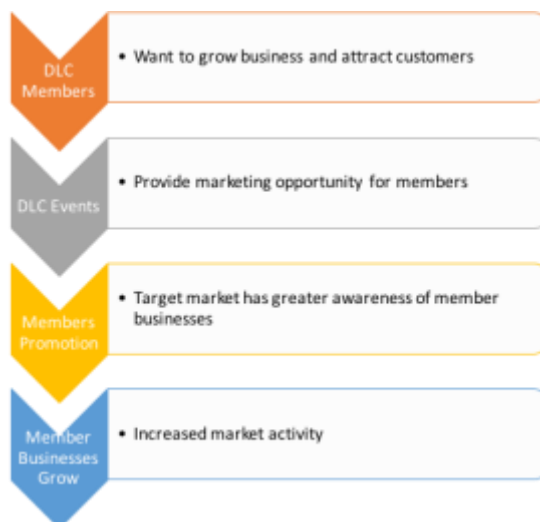 DLC
Members
• Want to grow business and attract customers
DLC Events
• Provide marketing opportunity for members
Members
Promotion
• Target market has greater awareness of member
businesses
Member
Businesses
Grow
• Increased market activity